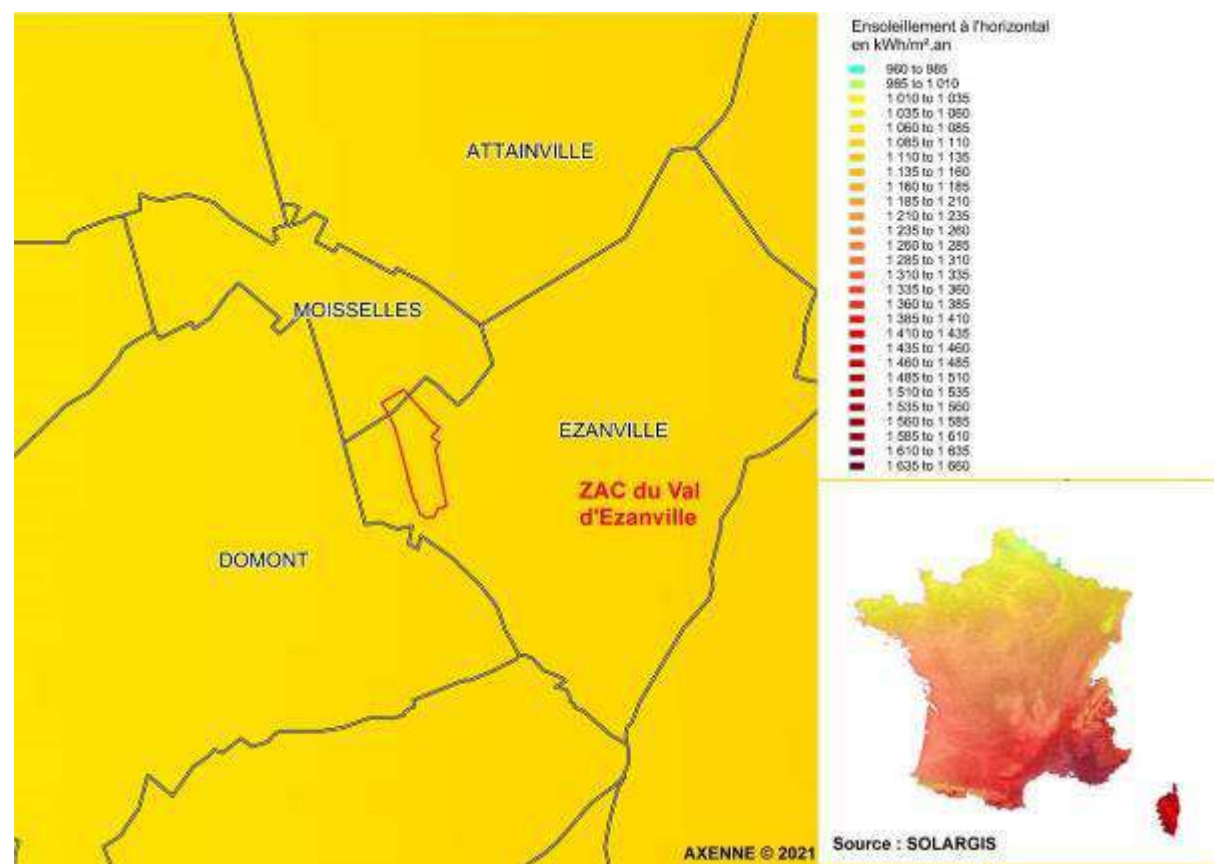 ATTAINVILLE
MOISSELLES
EZANVILLE
ZAC du Val
d'Ezanville
DOMONT
AXENNE © 2021
Ensoleillement à l'horizontal
en kWh/m².an
960 to 985
985 to 1 010
1 010 to 1 035
1 035 to 1 060
1 060 to 1 085
1 085 to 1 110
1 110 to 1 135
1 135 to 1 160
1 160 to 1 185
1 185 to 1 210
1 210 to 1 235
1 235 to 1 260
1 260 to 1 285
1 285 to 1 310
1 310 to 1 335
1 335 to 1 360
1 360 to 1 385
1 385 to 1 410
1 410 to 1 435
1 435 to 1 460
1 460 to 1 485
1 485 to 1 510
1 510 to 1 535
1 535 to 1 560
1 560 to 1 585
1 585 to 1 610
1 610 to 1 635
1 635 to 1 660
Source : SOLARGIS